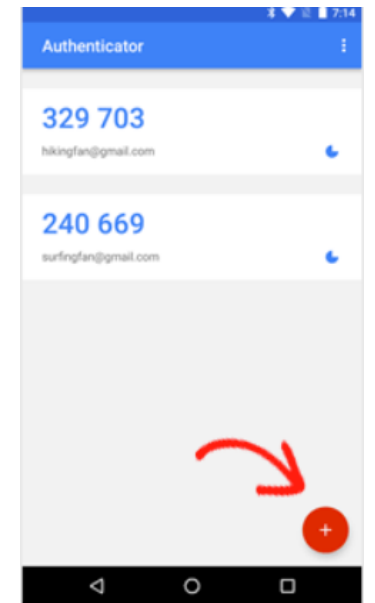 7:14
Authenticator
329 703
hikingfan@gmail.com
240 669
surfingfan@gmail.com
+